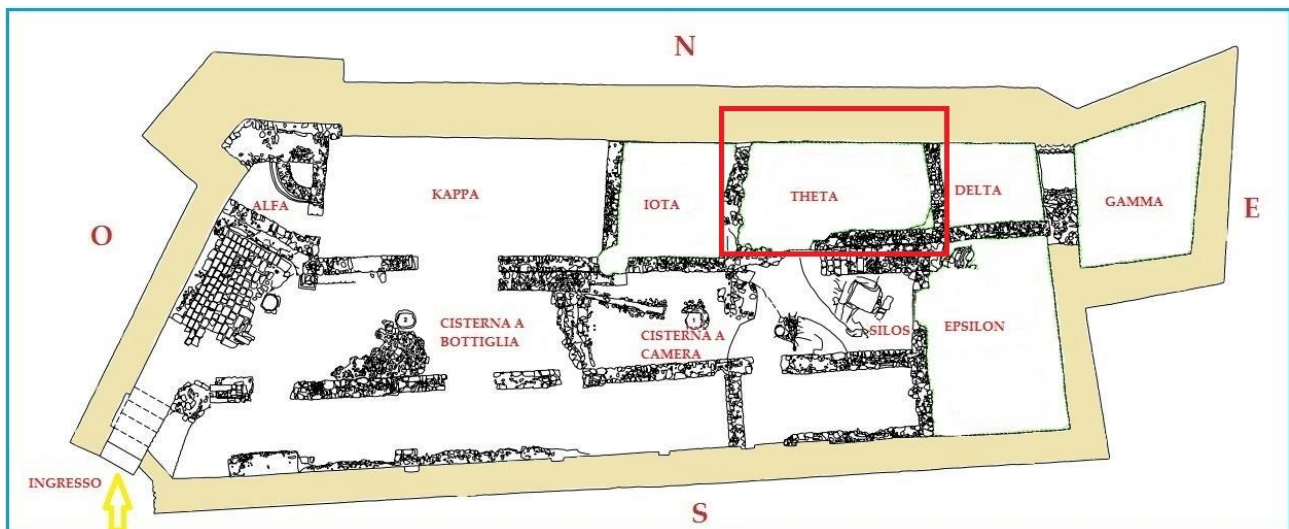 N
ALFA
KAPPA
IOTA
THETA
DELTA
GAMMA
O
E
CISTERNA A
BOTTIGLIA
CISTERNA A
CAMERA
SILOS
EPSILON
INGRESSO
S